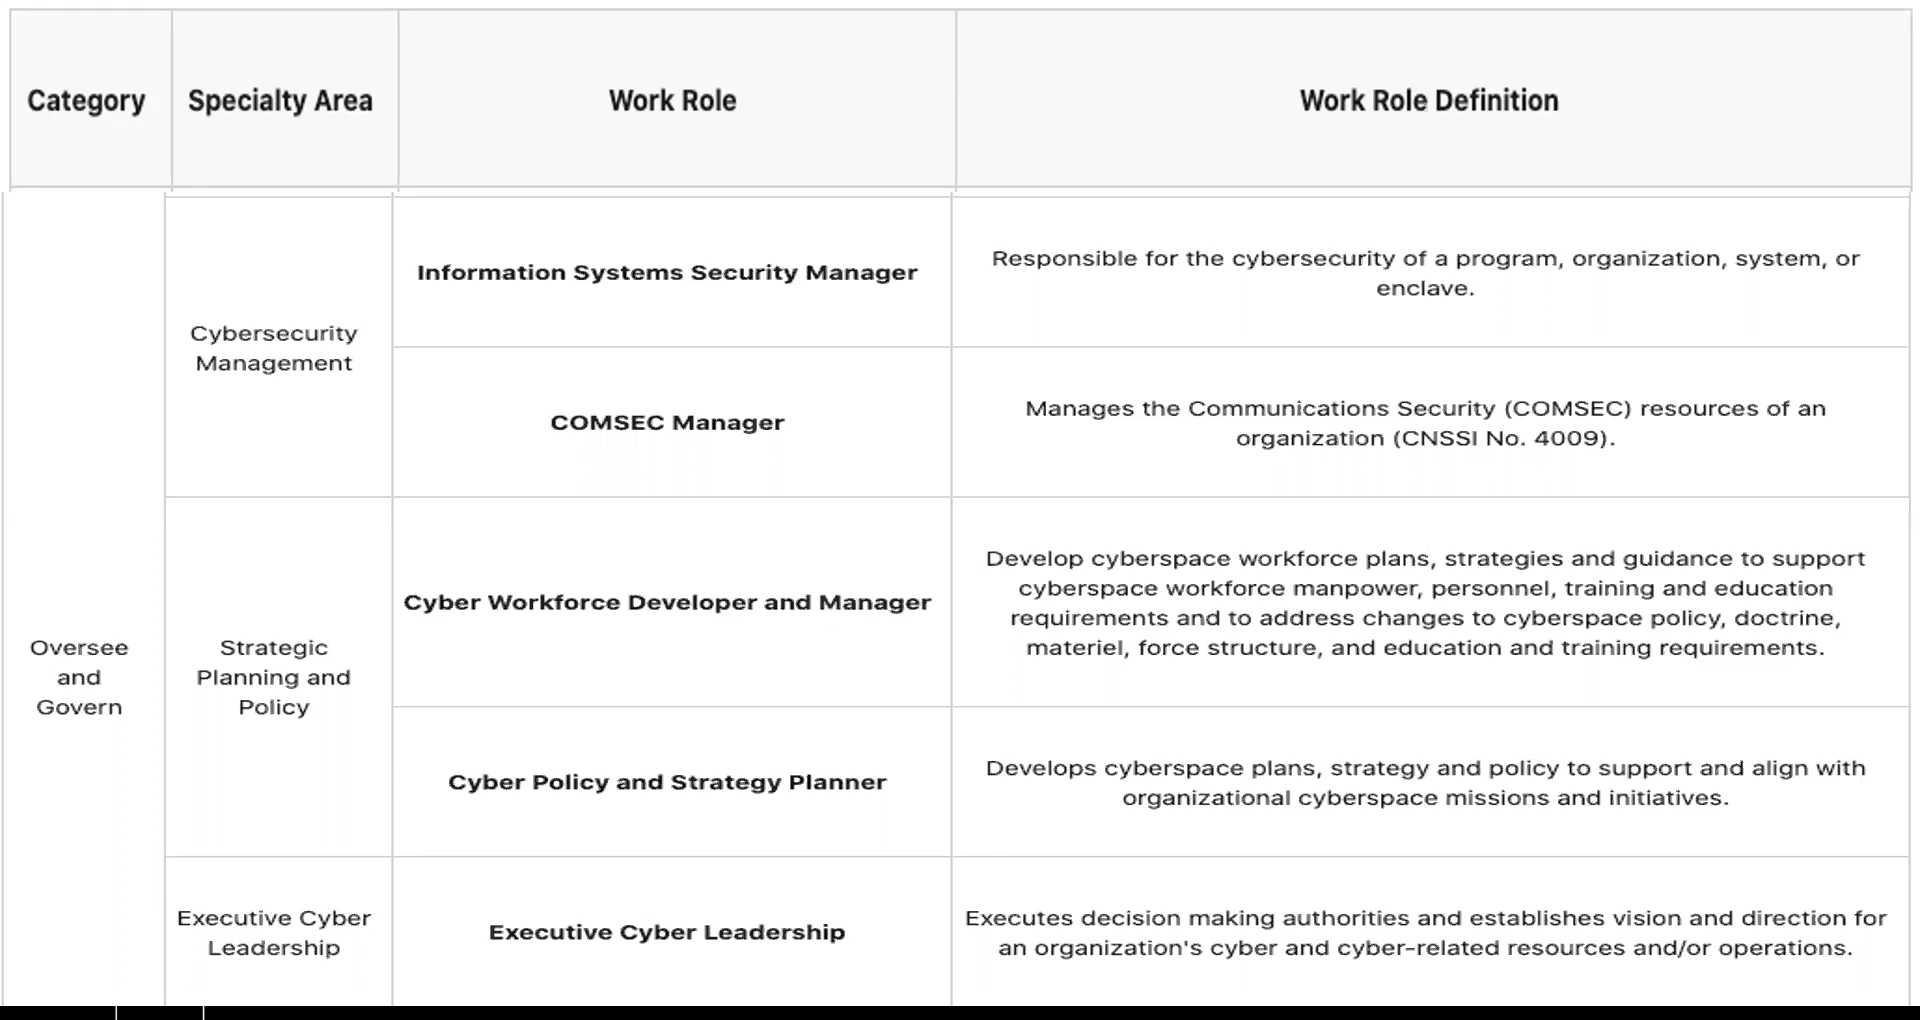 Category
Specialty Area
Work Role
Work Role Definition
Oversee
and
Govern
Cybersecurity
Management
Information Systems Security Manager
Responsible for the cybersecurity of a program, organization, system, or
enclave.
COMSEC Manager
Manages the Communications Security (COMSEC) resources of an
organization (CNSSI No. 4009).
Strategic
Planning and
Policy
Cyber Workforce Developer and Manager
Develop cyberspace workforce plans, strategies and guidance to support
cyberspace workforce manpower, personnel, training and education
requirements and to address changes to cyberspace policy, doctrine,
materiel, force structure, and education and training requirements.
Cyber Policy and Strategy Planner
Develops cyberspace plans, strategy and policy to support and align with
organizational cyberspace missions and initiatives.
Executive Cyber
Leadership
Executive Cyber Leadership
Executes decision making authorities and establishes vision and direction for
an organization's cyber and cyber-related resources and/or operations.